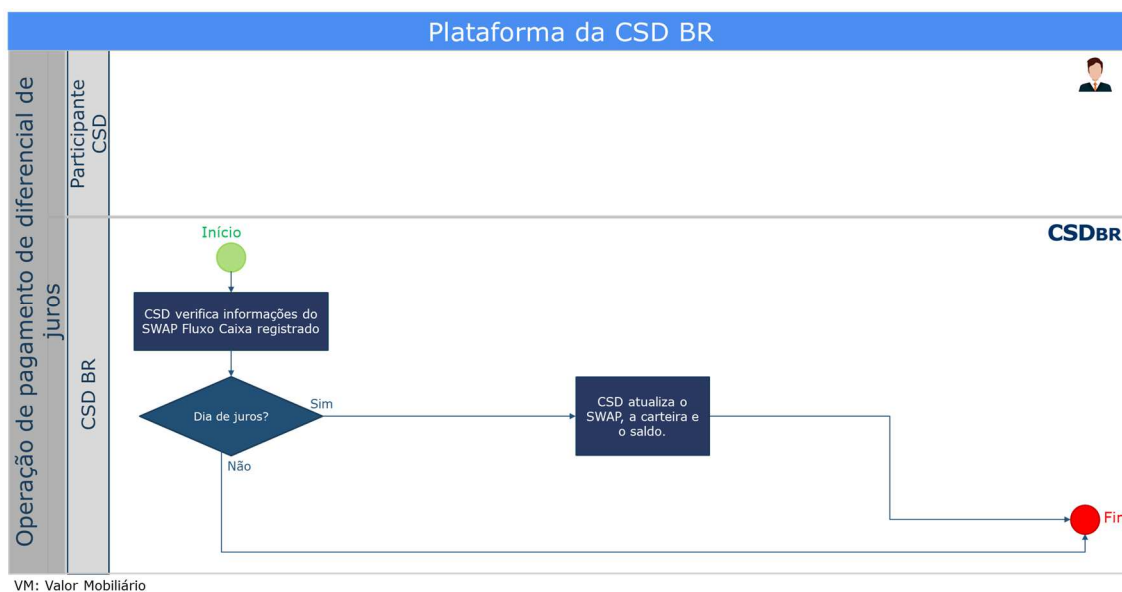 Plataforma da CSD BR
Operação de pagamento de diferencial de
juros
Participante
CSD
CSD BR
CSDBR
Início
CSD verifica informações do
SWAP Fluxo Caixa registrado
Dia de juros?
Sim
Não
CSD atualiza o
SWAP, a carteira e
o saldo.
Fim
VM: Valor Mobiliário